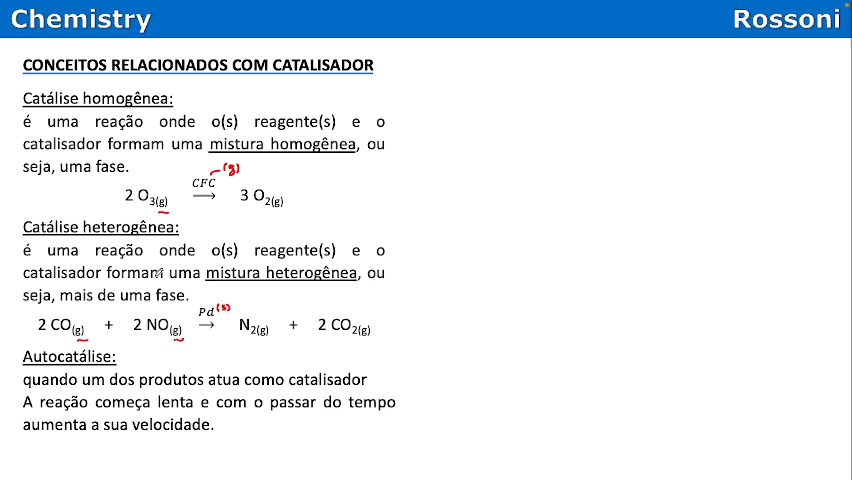 Chemistry Rossoni
CONCEITOS RELACIONADOS COM CATALISADOR
Catálise homogênea:
é uma reação onde o(s) reagente(s) e o
catalisador formam uma mistura homogênea, ou
seja, uma fase.
(g)
CFC
2 O3(g) → 3 O2(g)
Catálise heterogênea:
é uma reação onde o(s) reagente(s) e o
catalisador formam uma mistura heterogênea, ou
seja, mais de uma fase.
Pd (s)
2 CO(g) + 2 NO(g) → N2(g) + 2 CO2(g)
Autocatálise:
quando um dos produtos atua como catalisador
A reação começa lenta e com o passar do tempo
aumenta a sua velocidade.